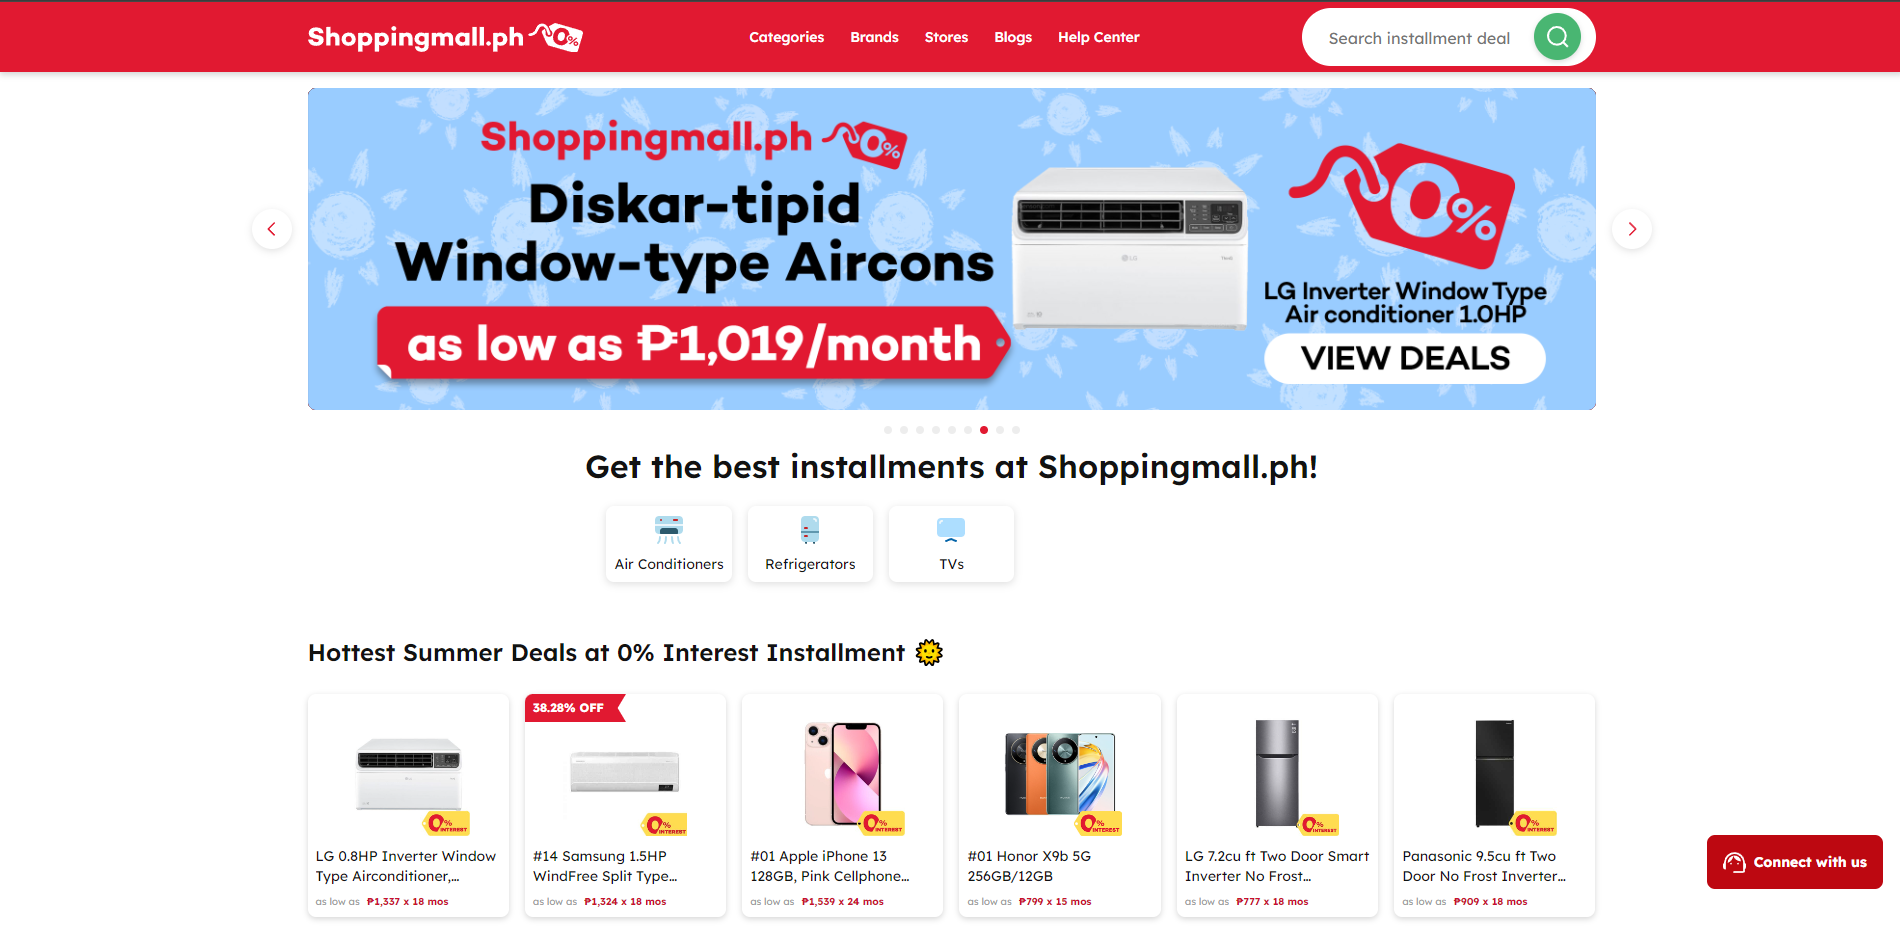 Shoppingmall.ph 0%
Categories Brands Stores Blogs Help Center
Search installment deal
Shoppingmall.ph 0%
Diskar-tipid
Window-type Aircons
as low as ₱1,019/month
LG
0%
LG Inverter Window Type
Air conditioner 1.0HP
VIEW DEALS
Get the best installments at Shoppingmall.ph!
Air Conditioners
Refrigerators
TVs
Hottest Summer Deals at 0% Interest Installment
0% INTEREST
LG 0.8HP Inverter Window
Type Airconditioner,...
as low as ₱1,337 x 18 mos
38.28% OFF
0% INTEREST
#14 Samsung 1.5HP
WindFree Split Type...
as low as ₱1,324 x 18 mos
0% INTEREST
#01 Apple iPhone 13
128GB, Pink Cellphone...
as low as ₱1,539 x 24 mos
0% INTEREST
#01 Honor X9b 5G
256GB/12GB
as low as ₱799 x 15 mos
0% INTEREST
LG 7.2cu ft Two Door Smart
Inverter No Frost...
as low as ₱777 x 18 mos
0% INTEREST
Panasonic 9.5cu ft Two
Door No Frost Inverter...
as low as ₱909 x 18 mos
Connect with us